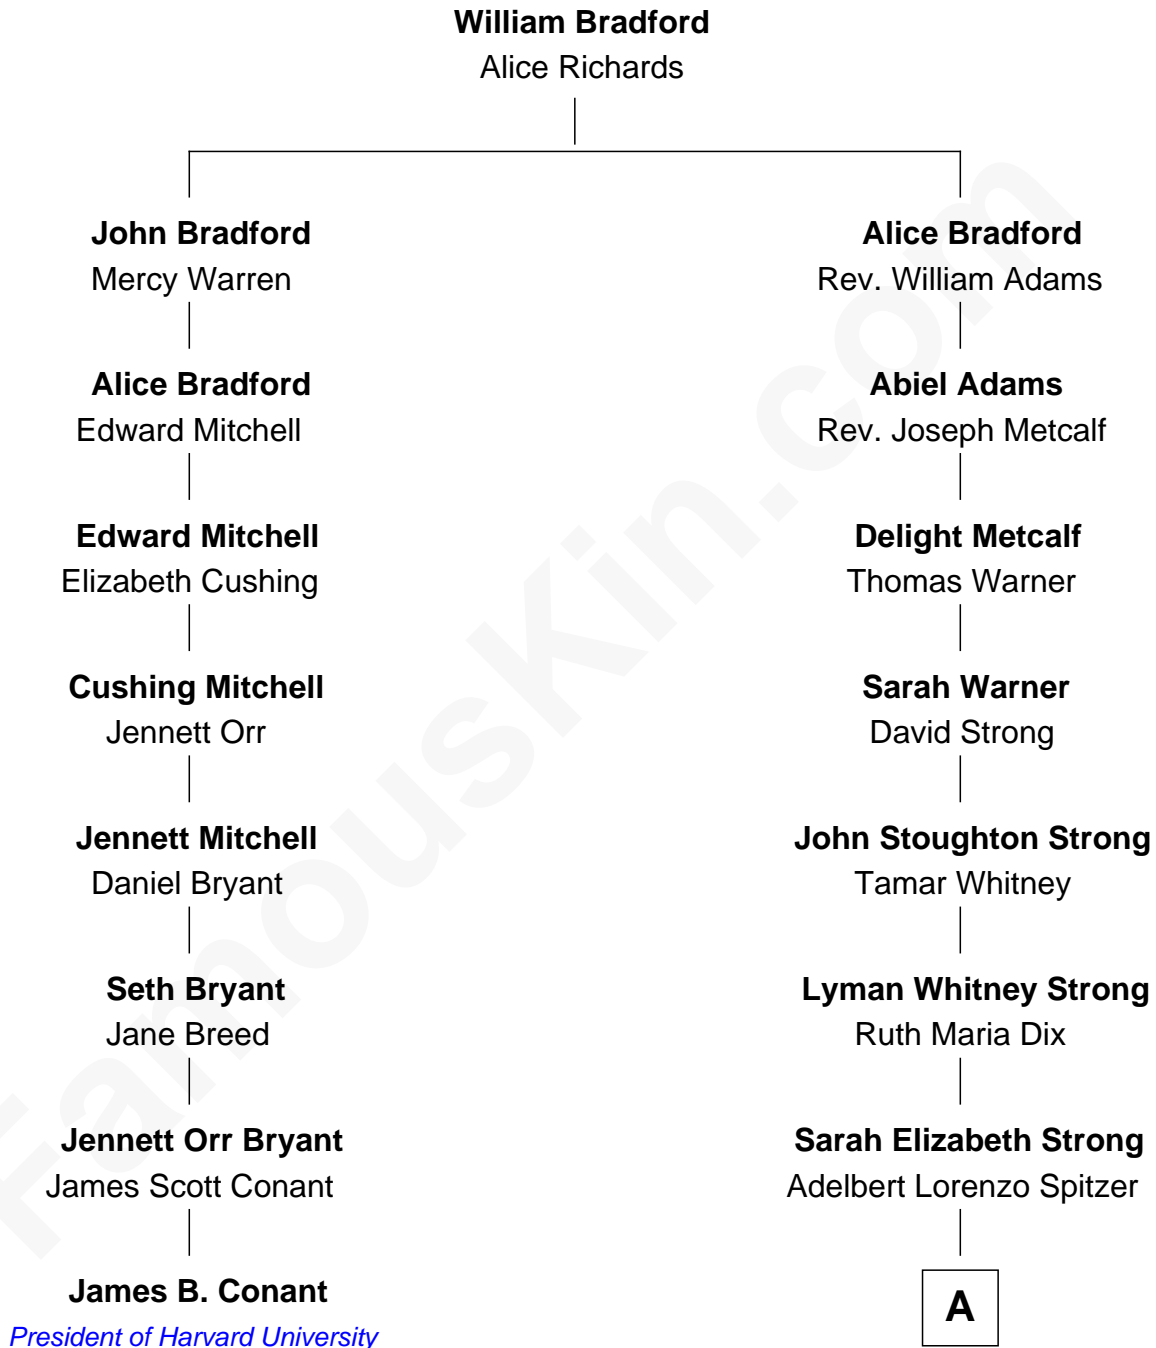 William Bradford
Alice Richards
John Bradford
Mercy Warren
Alice Bradford
Rev. William Adams
Alice Bradford
Edward Mitchell
Abiel Adams
Rev. Joseph Metcalf
Edward Mitchell
Elizabeth Cushing
Delight Metcalf
Thomas Warner
Cushing Mitchell
Jennett Orr
Sarah Warner
David Strong
Jennett Mitchell
Daniel Bryant
John Stoughton Strong
Tamar Whitney
Seth Bryant
Jane Breed
Lyman Whitney Strong
Ruth Maria Dix
Jennett Orr Bryant
James Scott Conant
Sarah Elizabeth Strong
Adelbert Lorenzo Spitzer
James B. Conant
President of Harvard University
A
FamousKin.com